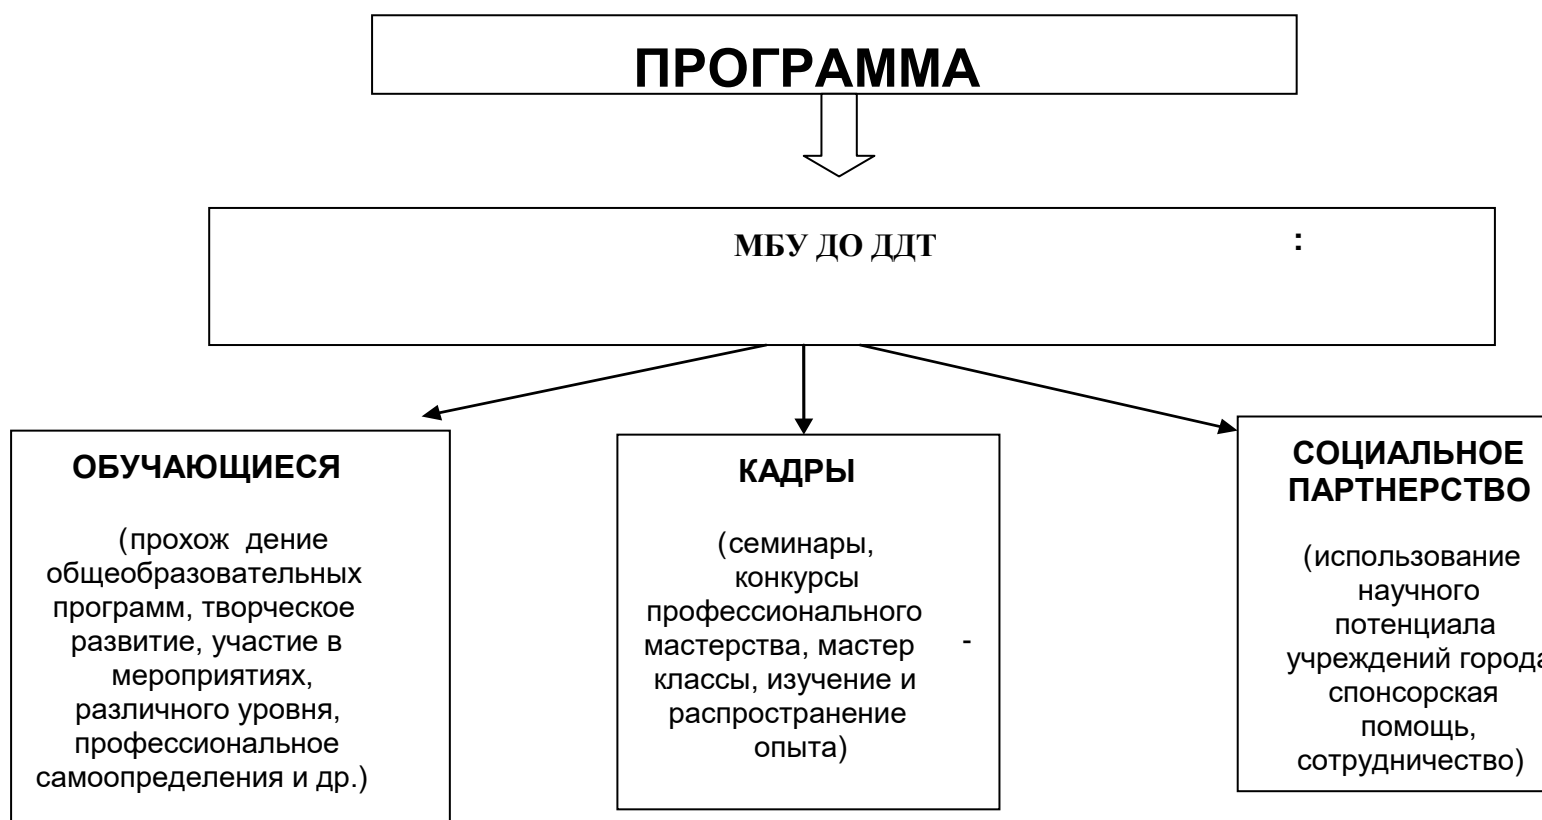 ПРОГРАММА
МБУ ДО ДДТ :
ОБУЧАЮЩИЕСЯ
(прохож дение
общеобразовательных
программ, творческое
развитие, участие в
мероприятиях,
различного уровня,
профессиональное
самоопределения и др.)
КАДРЫ
(семинары,
конкурсы
профессионального
мастерства, мастер -
классы, изучение и
распространение
опыта)
СОЦИАЛЬНОЕ
ПАРТНЕРСТВО
(использование
научного
потенциала
учреждений города
спонсорская
помощь,
сотрудничество)